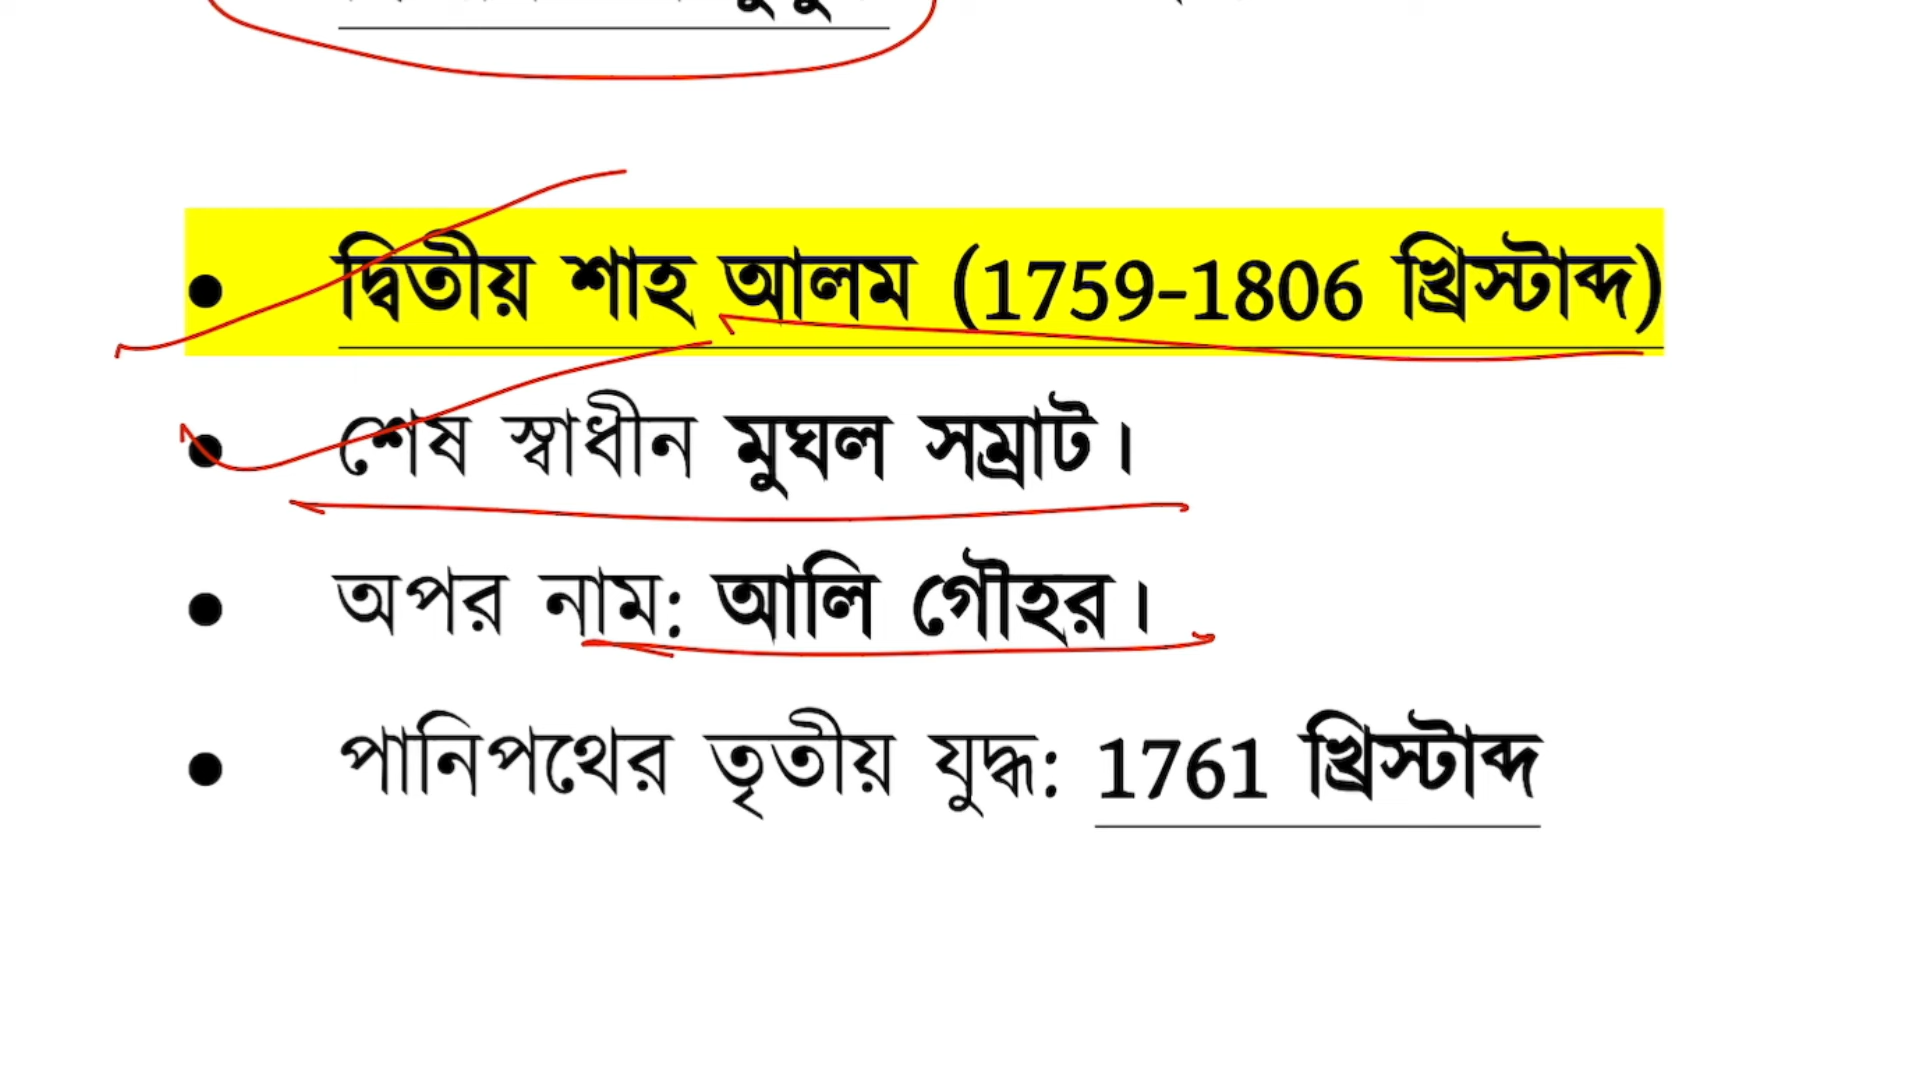 • দ্বিতীয় শাহ আলম (1759-1806 খ্রিস্টাব্দ)
• শেষ স্বাধীন মুঘল সম্রাট।
• অপর নাম: আলি গৌহর।
• পানিপথের তৃতীয় যুদ্ধ: 1761 খ্রিস্টাব্দ